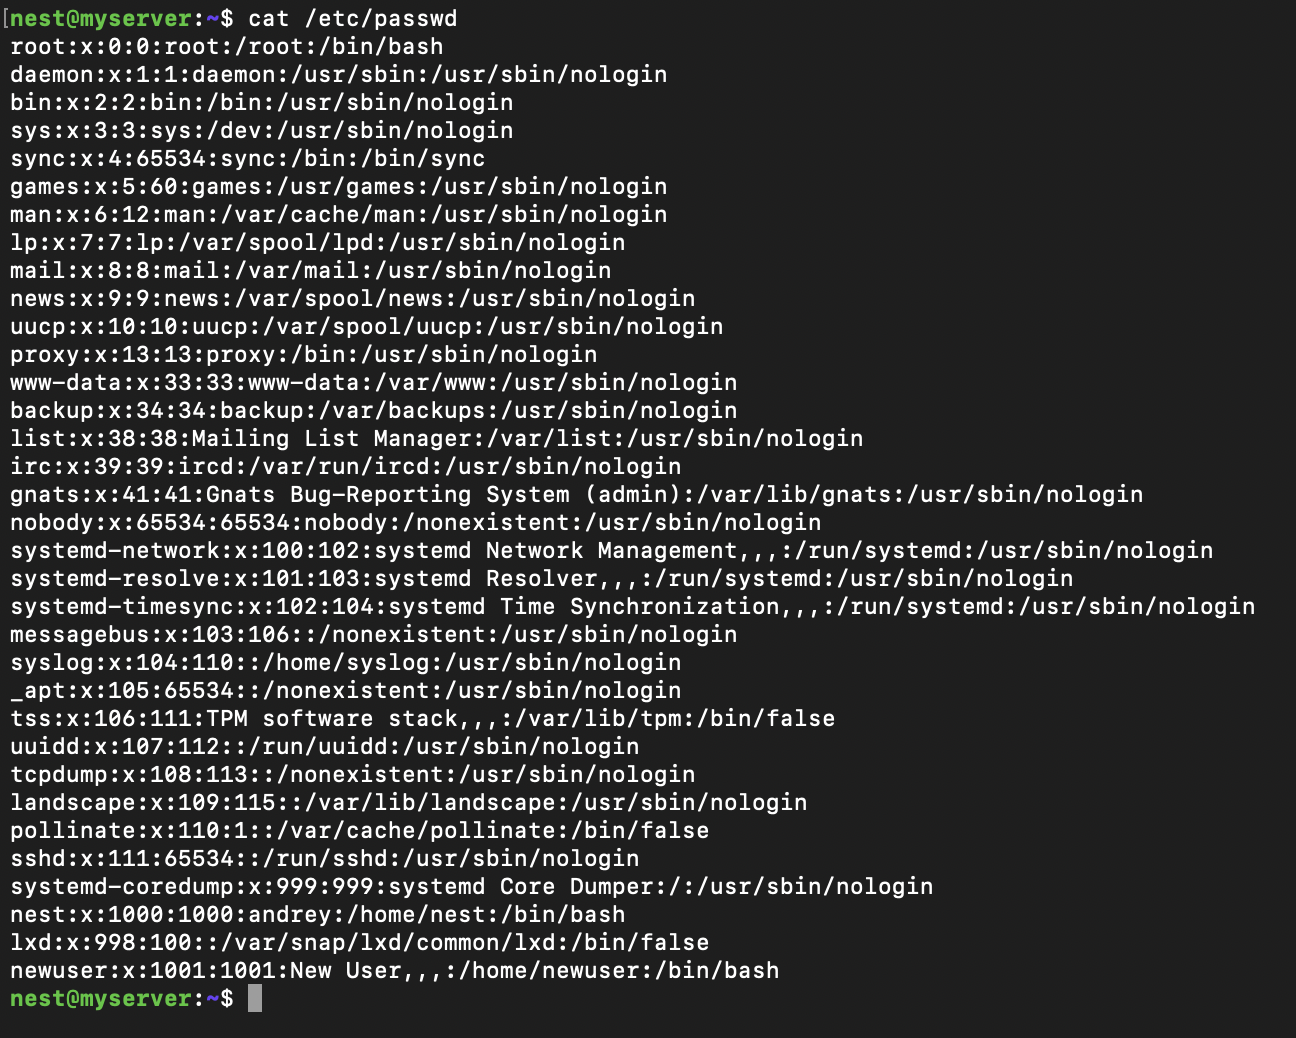 nest@myserver:~$ cat /etc/passwd
root:x:0:0:root:/root:/bin/bash
daemon:x:1:1:daemon:/usr/sbin:/usr/sbin/nologin
bin:x:2:2:bin:/bin:/usr/sbin/nologin
sys:x:3:3:sys:/dev:/usr/sbin/nologin
sync:x:4:65534:sync:/bin:/bin/sync
games:x:5:60:games:/usr/games:/usr/sbin/nologin
man:x:6:12:man:/var/cache/man:/usr/sbin/nologin
lp:x:7:7:lp:/var/spool/lpd:/usr/sbin/nologin
mail:x:8:8:mail:/var/mail:/usr/sbin/nologin
news:x:9:9:news:/var/spool/news:/usr/sbin/nologin
uucp:x:10:10:uucp:/var/spool/uucp:/usr/sbin/nologin
proxy:x:13:13:proxy:/bin:/usr/sbin/nologin
www-data:x:33:33:www-data:/var/www:/usr/sbin/nologin
backup:x:34:34:backup:/var/backups:/usr/sbin/nologin
list:x:38:38:Mailing List Manager:/var/list:/usr/sbin/nologin
irc:x:39:39:ircd:/var/run/ircd:/usr/sbin/nologin
gnats:x:41:41:Gnats Bug-Reporting System (admin):/var/lib/gnats:/usr/sbin/nologin
nobody:x:65534:65534:nobody:/nonexistent:/usr/sbin/nologin
systemd-network:x:100:102:systemd Network Management,,,:/run/systemd:/usr/sbin/nologin
systemd-resolve:x:101:103:systemd Resolver,,,:/run/systemd:/usr/sbin/nologin
systemd-timesync:x:102:104:systemd Time Synchronization,,,:/run/systemd:/usr/sbin/nologin
messagebus:x:103:106::/nonexistent:/usr/sbin/nologin
syslog:x:104:110::/home/syslog:/usr/sbin/nologin
_apt:x:105:65534::/nonexistent:/usr/sbin/nologin
tss:x:106:111:TPM software stack,,,:/var/lib/tpm:/bin/false
uuidd:x:107:112::/run/uuidd:/usr/sbin/nologin
tcpdump:x:108:113::/nonexistent:/usr/sbin/nologin
landscape:x:109:115::/var/lib/landscape:/usr/sbin/nologin
pollinate:x:110:1::/var/cache/pollinate:/bin/false
sshd:x:111:65534::/run/sshd:/usr/sbin/nologin
systemd-coredump:x:999:999:systemd Core Dumper:/:/usr/sbin/nologin
nest:x:1000:1000:andrey:/home/nest:/bin/bash
lxd:x:998:100::/var/snap/lxd/common/lxd:/bin/false
newuser:x:1001:1001:New User,,,:/home/newuser:/bin/bash
nest@myserver:~$